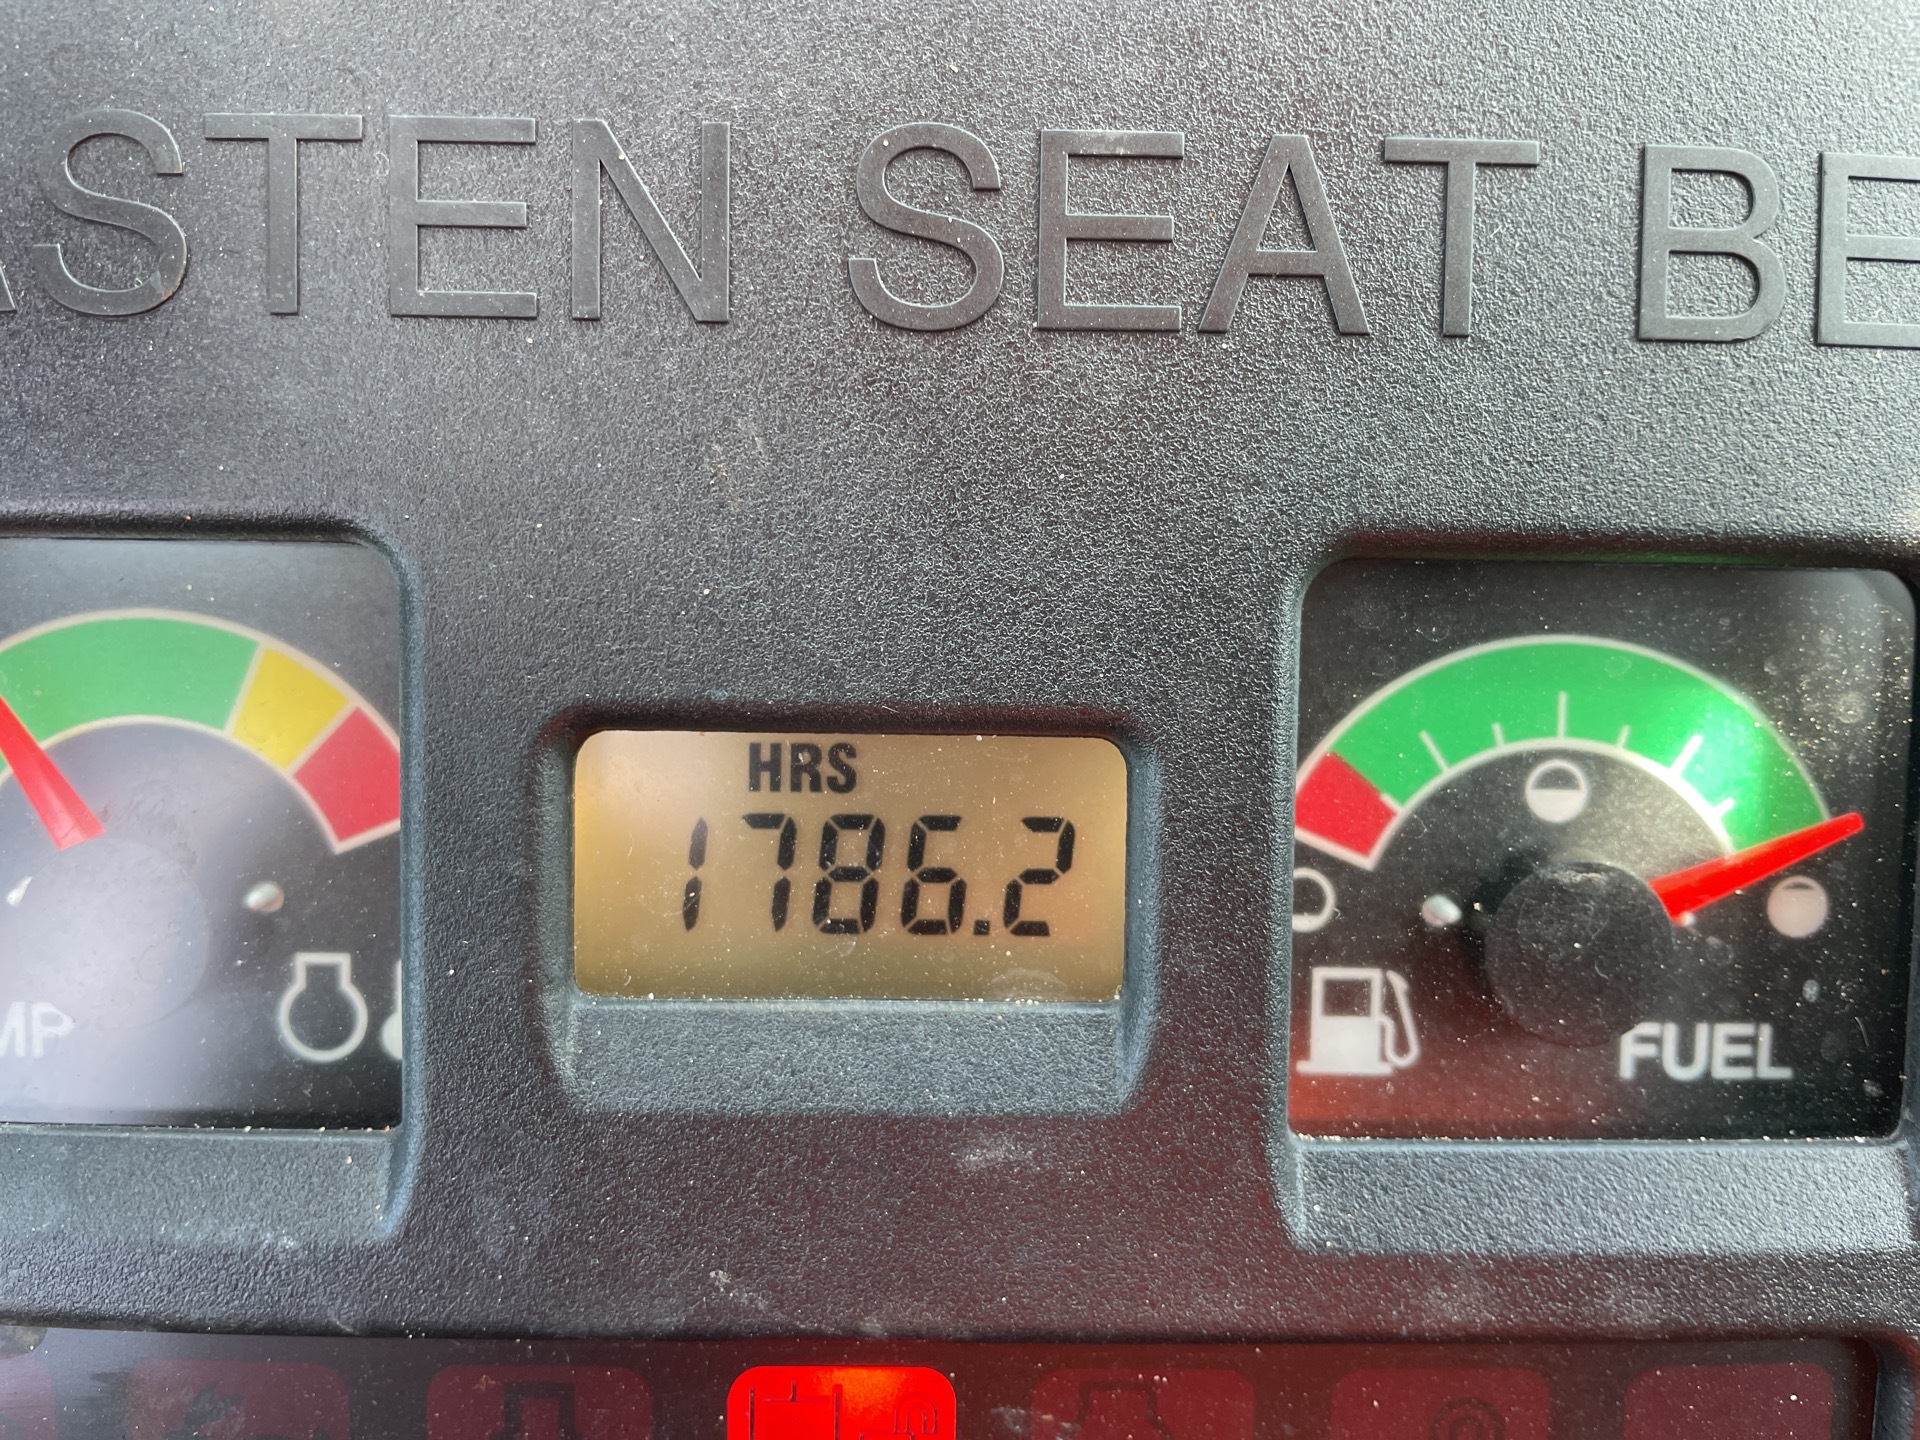 ASTEN SEAT BE
HRS
1786.2
MP
FUEL